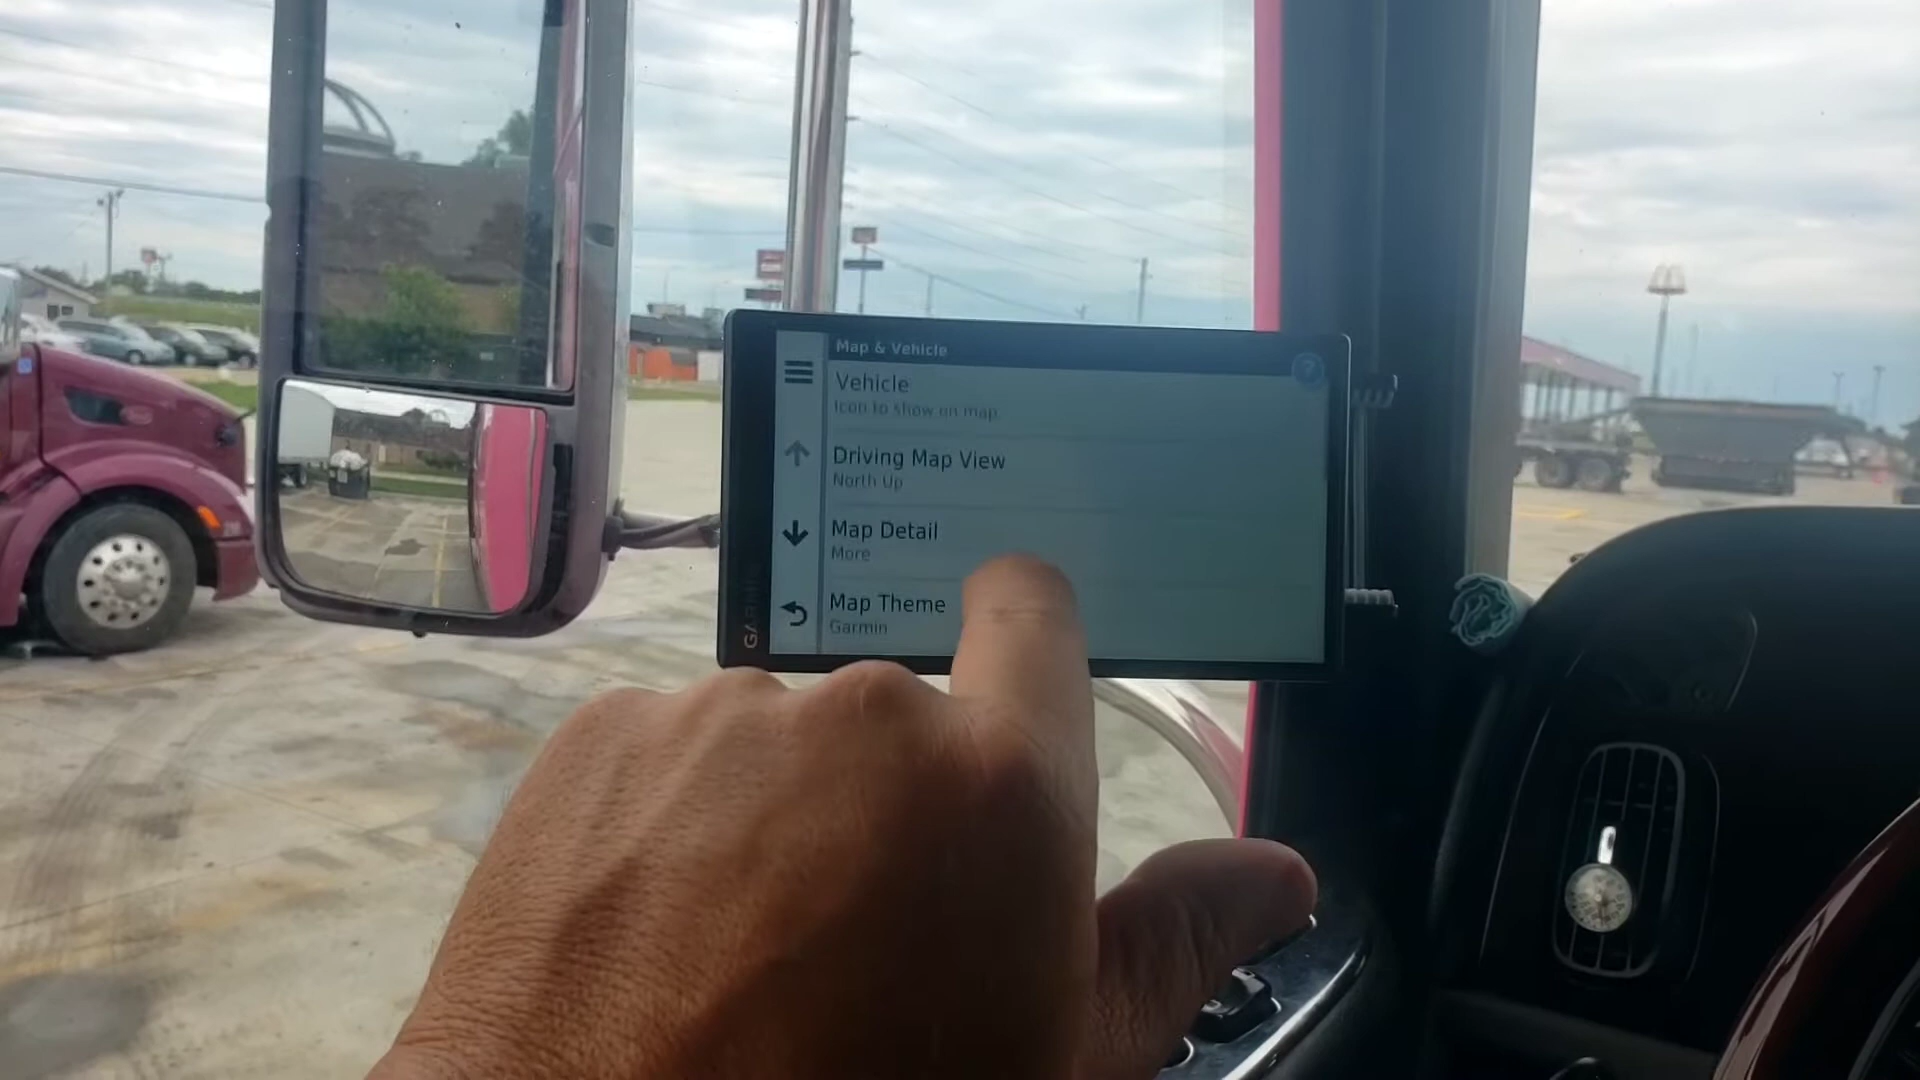 Map & Vehicle
?
Vehicle
Icon to show on map.
Driving Map View
North Up
Map Detail
More
Map Theme
Garmin
GARMIN